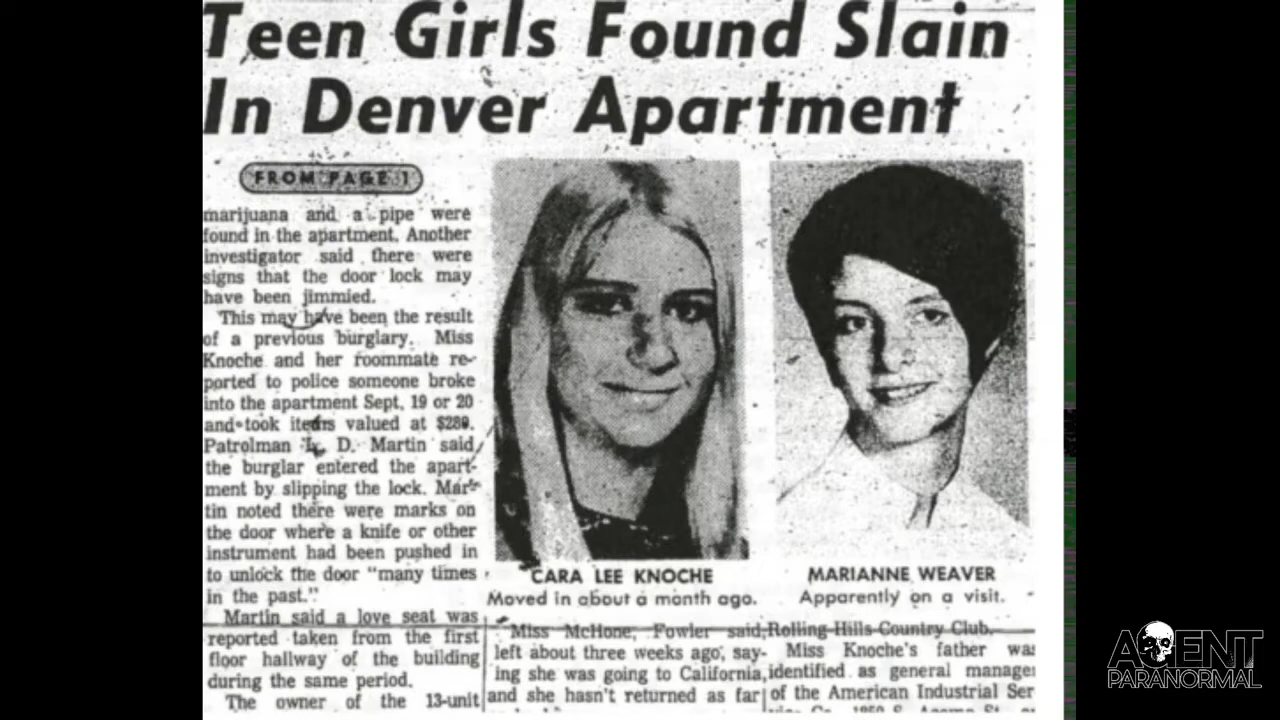 Teen Girls Found Slain
In Denver Apartment
FROM PAGE 1
marijuana and a pipe were
found in the apartment. Another
investigator said there were
signs that the door lock may
have been jimmied.
This may have been the result
of a previous burglary. Miss
Knoche and her roommate re-
ported to police someone broke
into the apartment Sept. 19 or 20
and took items valued at $280.
Patrolman L. D. Martin said
the burglar entered the apart-
ment by slipping the lock. Mar-
tin noted there were marks on
the door where a knife or other
instrument had been pushed in
to unlock the door "many times
in the past."
Martin said a love seat was
reported taken from the first
floor hallway of the building
during the same period.
The owner of the 13-unit
CARA LEE KNOCHE
Moved in about a month ago.
MARIANNE WEAVER
Apparently on a visit.
Miss McHone, Fowler said,
left about three weeks ago, say-
ing she was going to California,
and she hasn't returned as far
Rolling Hills Country Club.
Miss Knoche's father was
identified as general manager
of the American Industrial Ser
AGENT
PARANORMAL